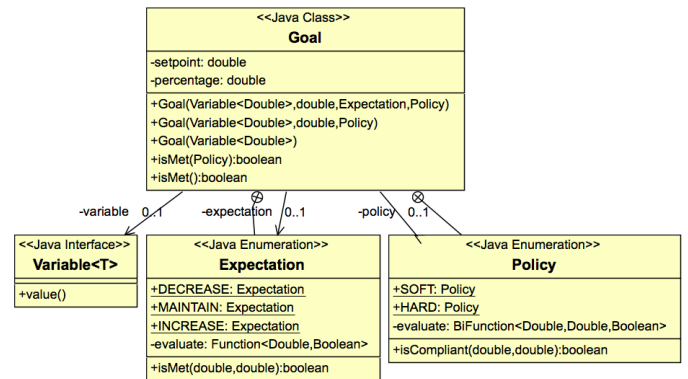 <<Java Class>>
Goal
-setpoint: double
-percentage: double
+Goal(Variable<Double>,double,Expectation,Policy)
+Goal(Variable<Double>,double,Policy)
+Goal(Variable<Double>)
+isMet(Policy):boolean
+isMet():boolean
-variable 0..1
-expectation 0..1
-policy 0..1
<<Java Interface>>
Variable<T>
+value()
<<Java Enumeration>>
Expectation
+DECREASE: Expectation
+MAINTAIN: Expectation
+INCREASE: Expectation
-evaluate: Function<Double,Boolean>
+isMet(double,double):boolean
<<Java Enumeration>>
Policy
+SOFT: Policy
+HARD: Policy
-evaluate: BiFunction<Double,Double,Boolean>
+isCompliant(double,double):boolean